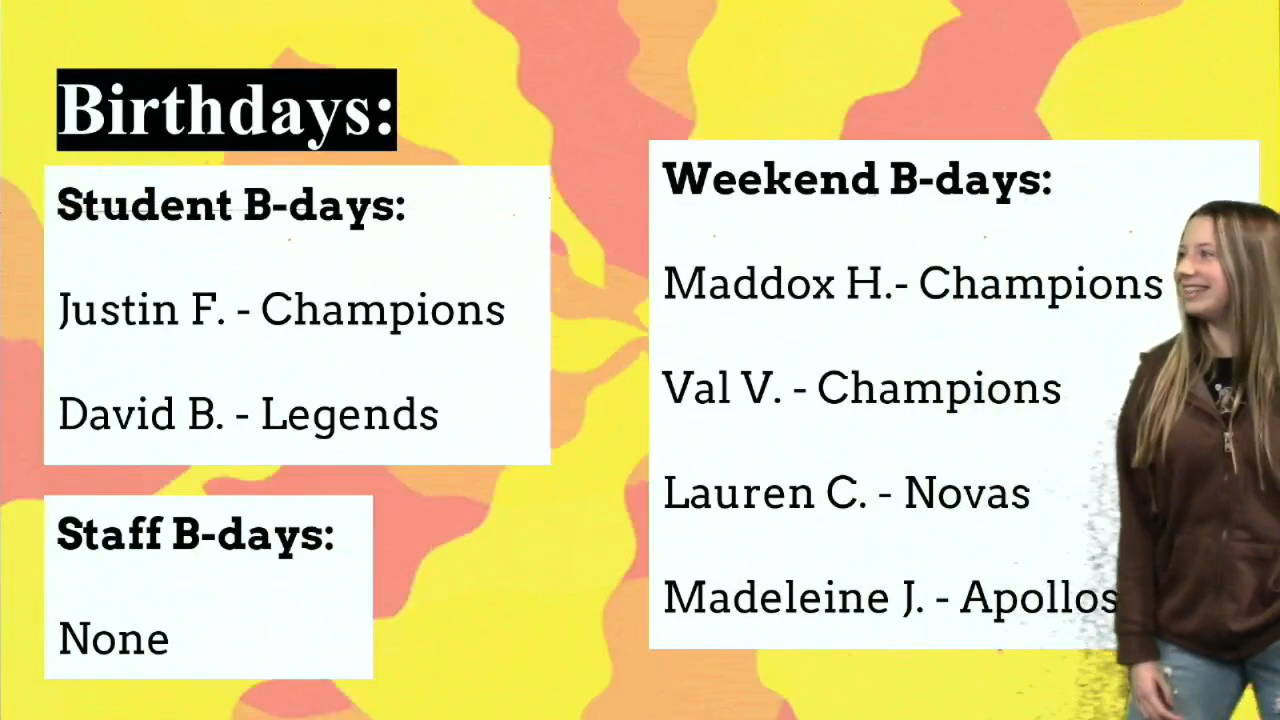 Birthdays:
Student B-days:
Justin F. - Champions
David B. - Legends
Staff B-days:
None
Weekend B-days:
Maddox H.- Champions
Val V. - Champions
Lauren C. - Novas
Madeleine J. - Apollos